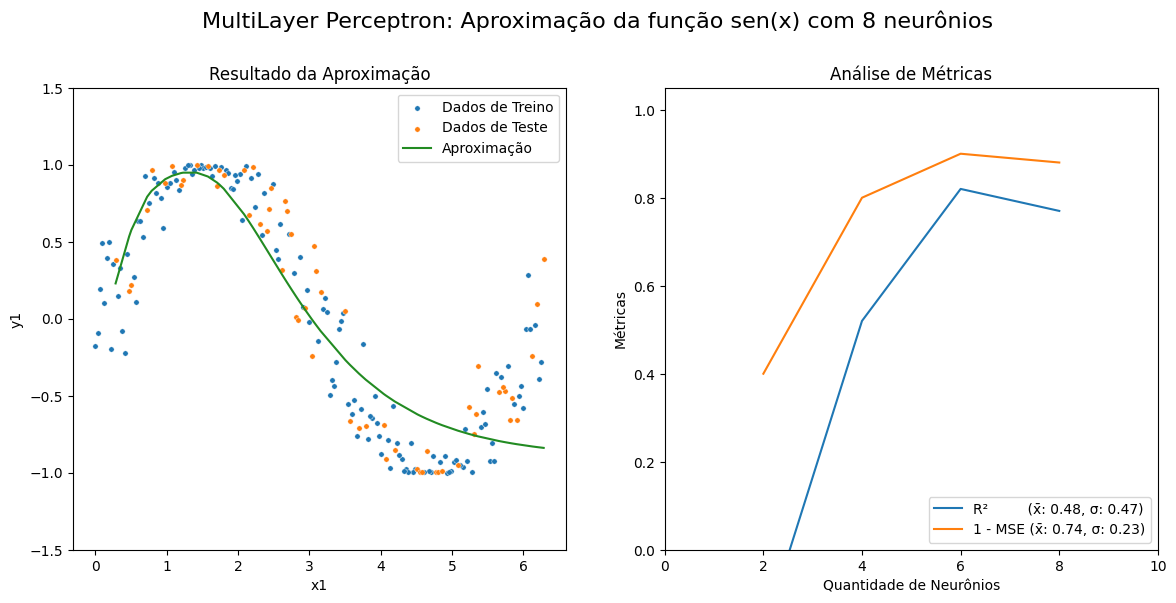 MultiLayer Perceptron: Aproximação da função sen(x) com 8 neurônios
Resultado da Aproximação
1.5
1.0
0.5
0.0
−0.5
−1.0
−1.5
y1
0 1 2 3 4 5 6
x1
Dados de Treino
Dados de Teste
Aproximação
Análise de Métricas
1.0
0.8
0.6
0.4
0.2
0.0
Métricas
0 2 4 6 8 10
Quantidade de Neurônios
R² (x̄: 0.48, σ: 0.47)
1 - MSE (x̄: 0.74, σ: 0.23)